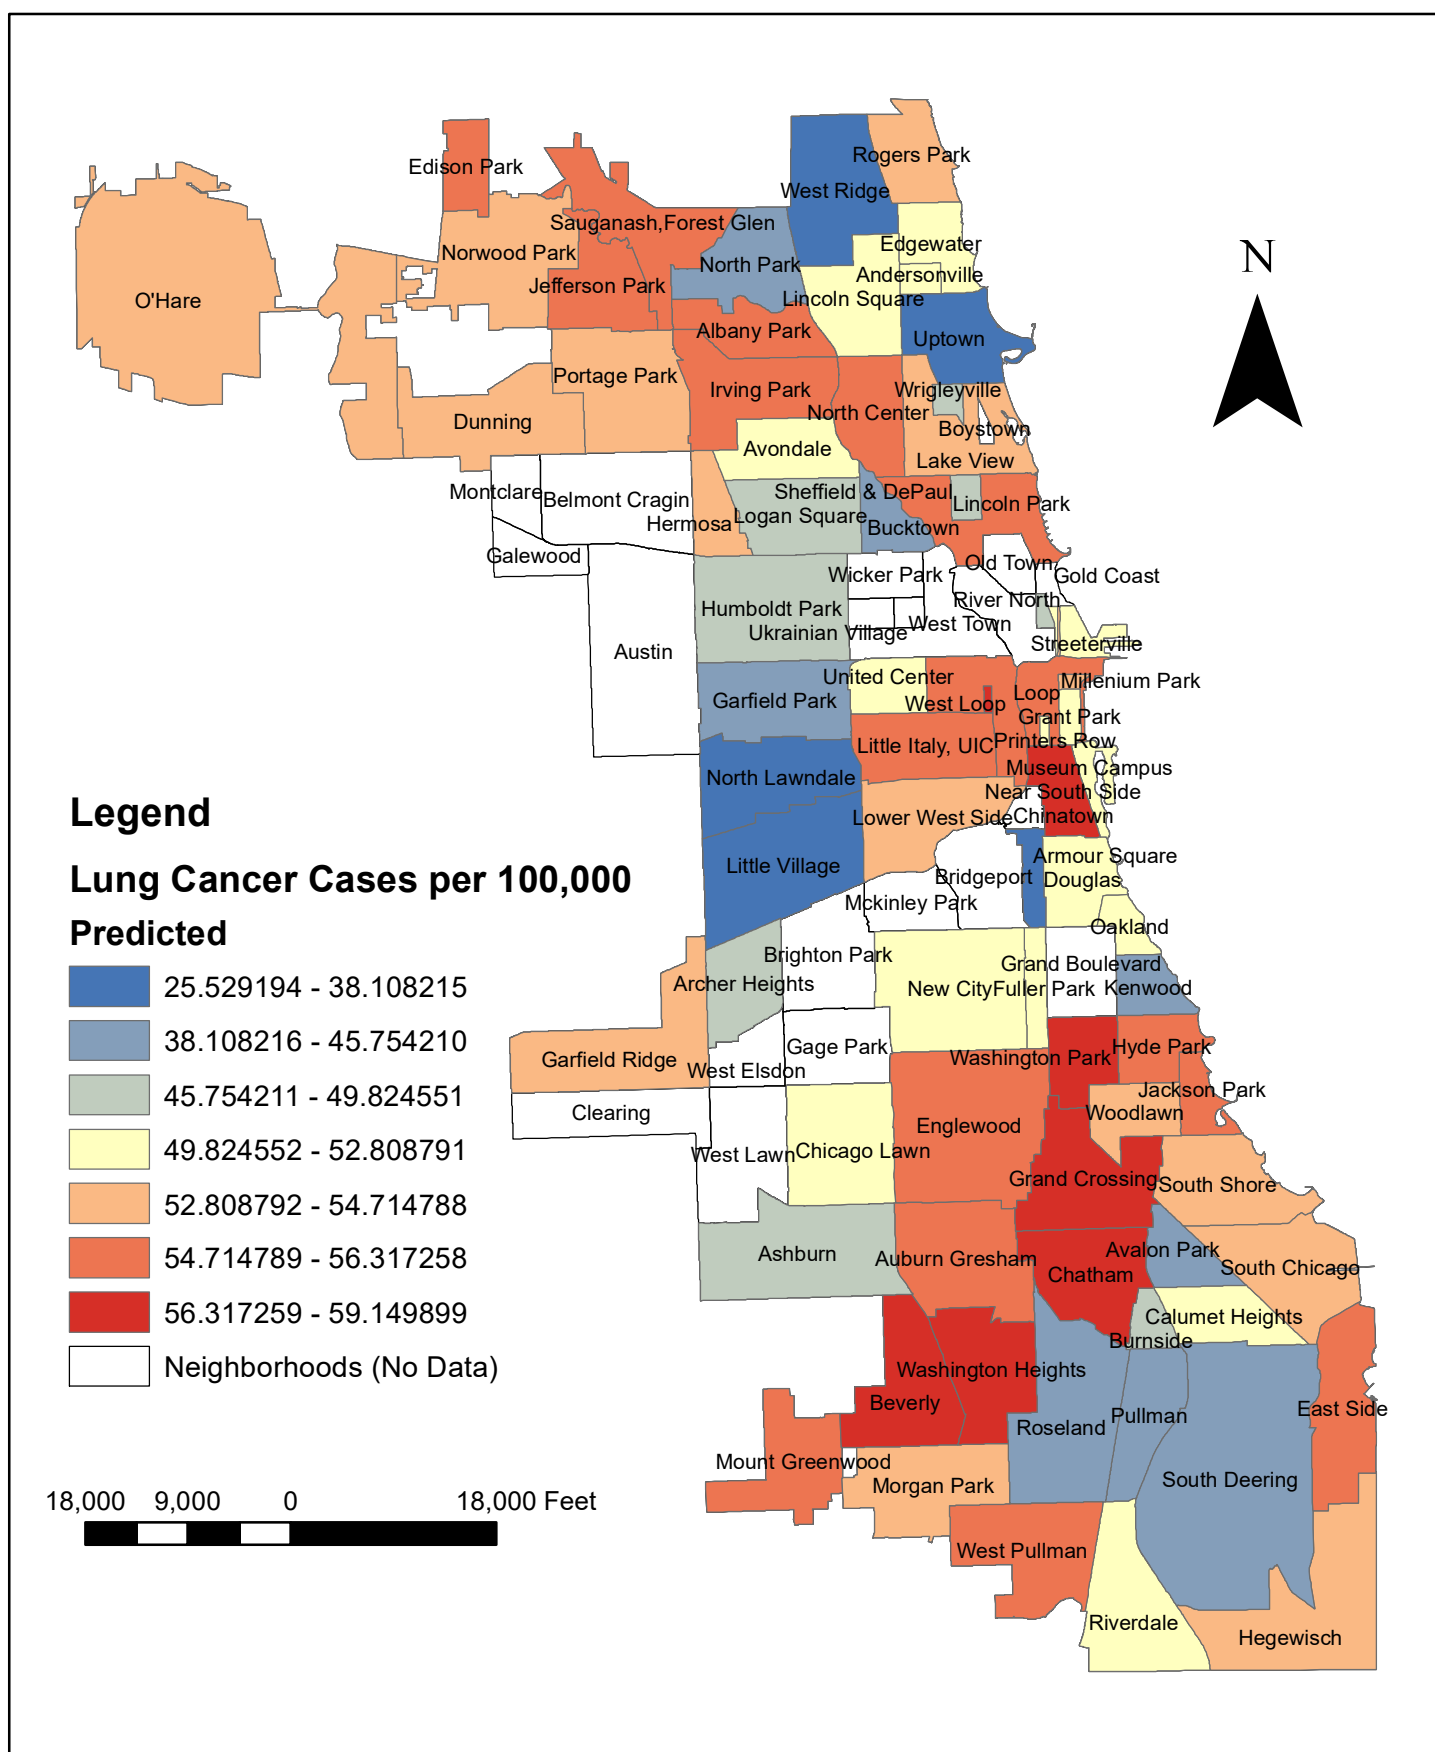 Edison Park
Rogers Park
West Ridge
Sauganash,Forest Glen
Norwood Park
Edgewater
North Park
Andersonville
Jefferson Park
O'Hare
Lincoln Square
Albany Park
Uptown
Portage Park
Irving Park
Wrigleyville
North Center
Dunning
Boystown
Avondale
Lake View
Montclare
Belmont Cragin
Sheffield & DePaul
Lincoln Park
Hermosa
Logan Square
Bucktown
Galewood
Old Town
Wicker Park
Gold Coast
River North
Humboldt Park
West Town
Ukrainian Village
Streeterville
Austin
United Center
Millenium Park
Loop
Garfield Park
West Loop
Grant Park
Little Italy, UIC
Printers Row
Museum Campus
North Lawndale
Near South Side
Lower West Side
Chinatown
Armour Square
Little Village
Bridgeport
Douglas
Mckinley Park
Oakland
Brighton Park
Grand Boulevard
Archer Heights
New City
Fuller Park
Kenwood
Gage Park
Hyde Park
Garfield Ridge
Washington Park
West Elsdon
Jackson Park
Clearing
Woodlawn
Englewood
West Lawn
Chicago Lawn
Grand Crossing
South Shore
Ashburn
Avalon Park
Auburn Gresham
South Chicago
Chatham
Calumet Heights
Burnside
Washington Heights
Beverly
East Side
Pullman
Roseland
Mount Greenwood
South Deering
Morgan Park
West Pullman
Riverdale
Hegewisch
N
Legend
Lung Cancer Cases per 100,000
Predicted
25.529194 - 38.108215
38.108216 - 45.754210
45.754211 - 49.824551
49.824552 - 52.808791
52.808792 - 54.714788
54.714789 - 56.317258
56.317259 - 59.149899
Neighborhoods (No Data)
18,000 9,000 0 18,000 Feet